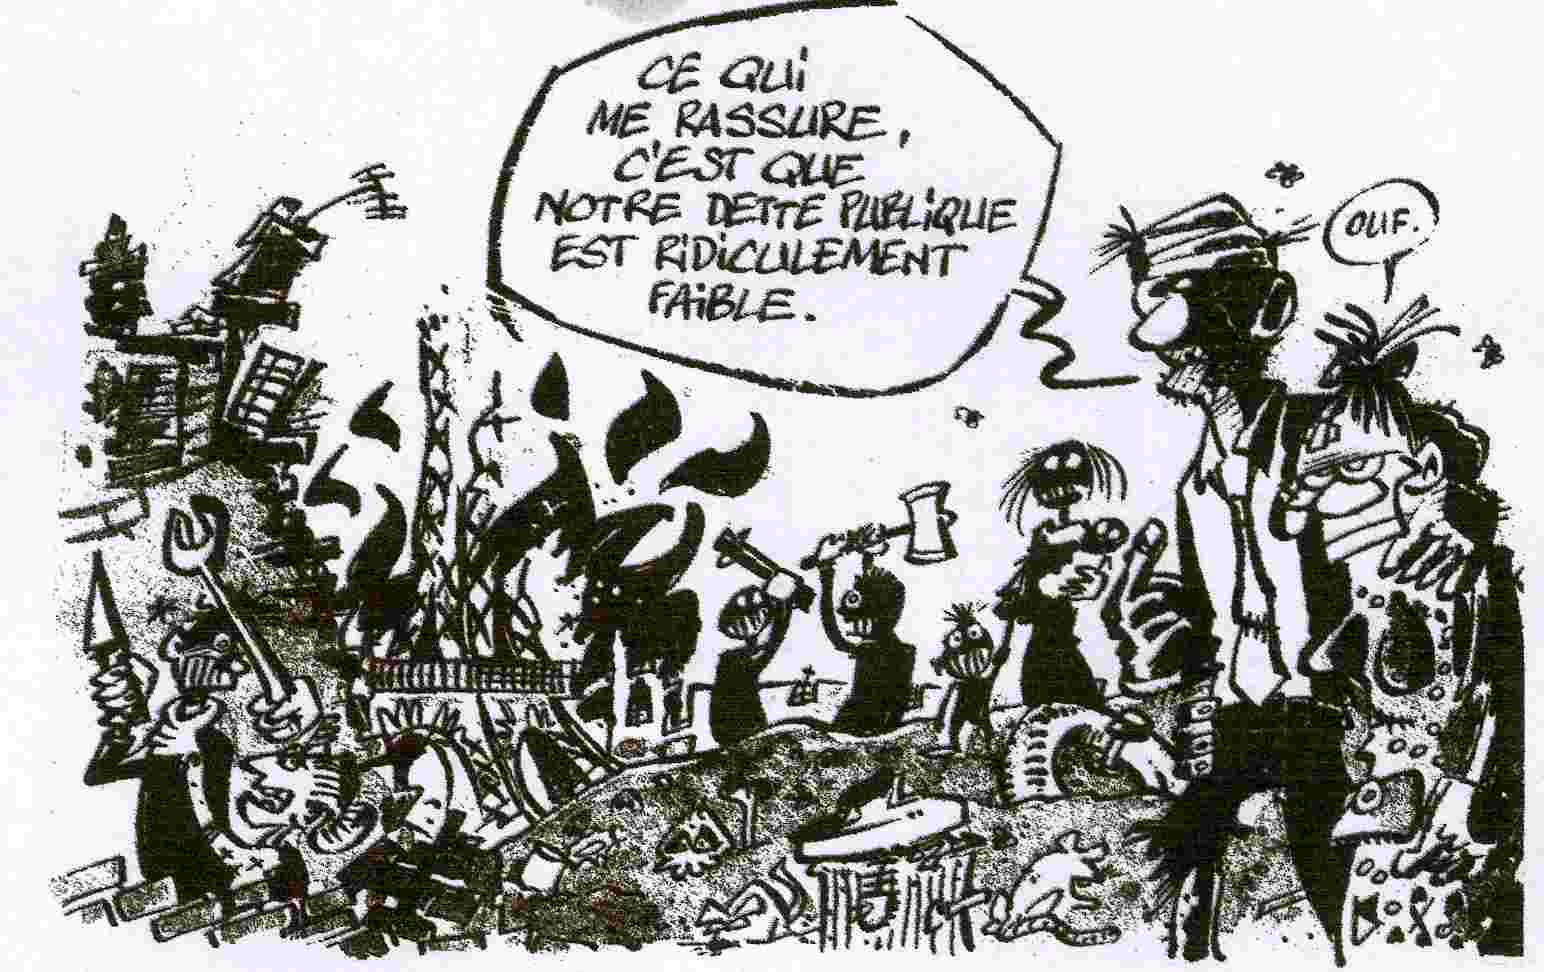 CE QUI
ME RASSURE,
C'EST QUE
NOTRE DETTE PUBLIQUE
EST RIDICULEMENT
FAIBLE.
OUF.